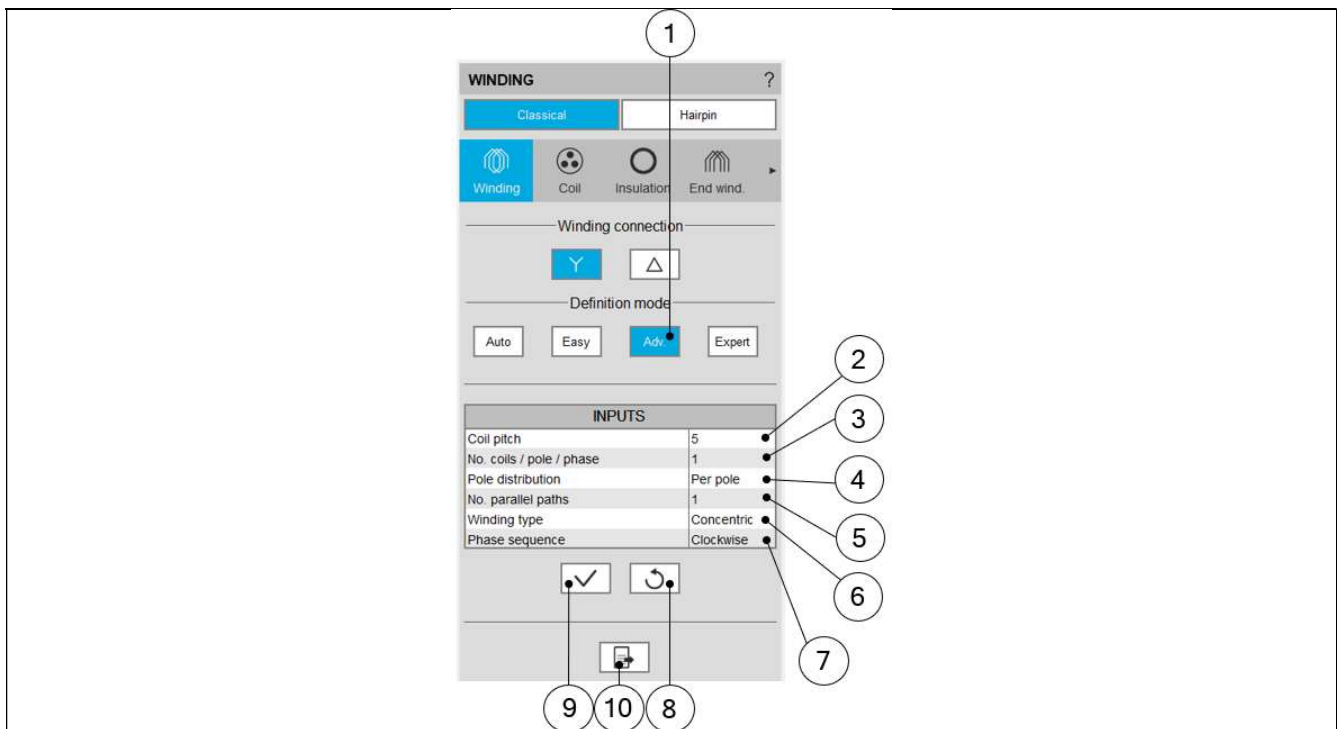 1
WINDING ?
Classical Hairpin
Winding Coil Insulation End wind.
Winding connection
Definition mode
Auto Easy Adv. Expert
2
INPUTS
3
Coil pitch 5
No. coils / pole / phase 1
4
Pole distribution Per pole
No. parallel paths 1
5
Winding type Concentric
Phase sequence Clockwise
6
7
9 10 8